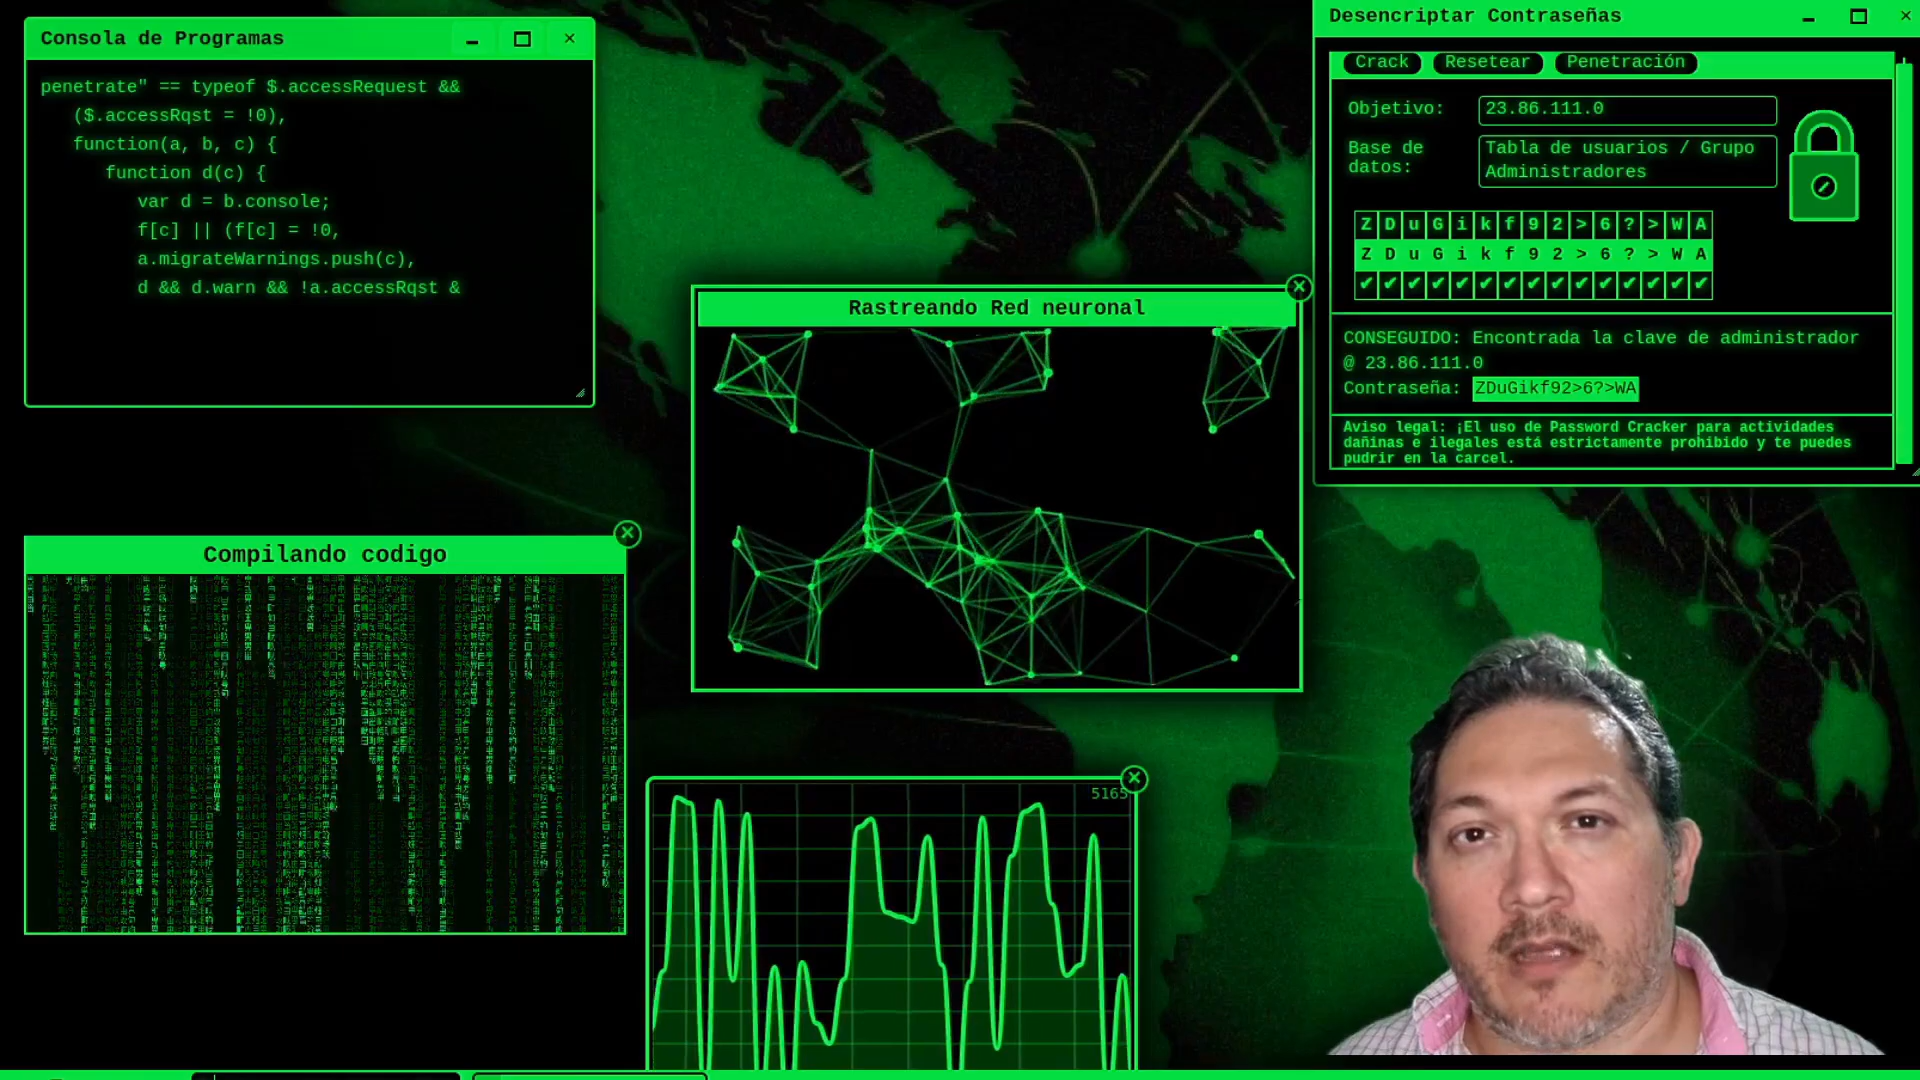 Consola de Programas
penetrate" == typeof $.accessRequest &&
($.accessRqst = !0),
function(a, b, c) {
function d(c) {
var d = b.console;
f[c] || (f[c] = !0,
a.migrateWarnings.push(c),
d && d.warn && !a.accessRqst &
Desencriptar Contraseñas
Crack Resetear Penetración
Objetivo: 23.86.111.0
Base de datos:
Tabla de usuarios / Grupo
Administradores
Z D u G i k f 9 2 > 6 ? > W A
Z D u G i k f 9 2 > 6 ? > W A
✔ ✔ ✔ ✔ ✔ ✔ ✔ ✔ ✔ ✔ ✔ ✔ ✔ ✔ ✔
CONSEGUIDO: Encontrada la clave de administrador
@ 23.86.111.0
Contraseña: ZDuGikf92>6?>WA
Aviso legal: ¡El uso de Password Cracker para actividades
dañinas e ilegales está estrictamente prohibido y te puedes
pudrir en la carcel.
Rastreando Red neuronal
Compilando codigo
5165